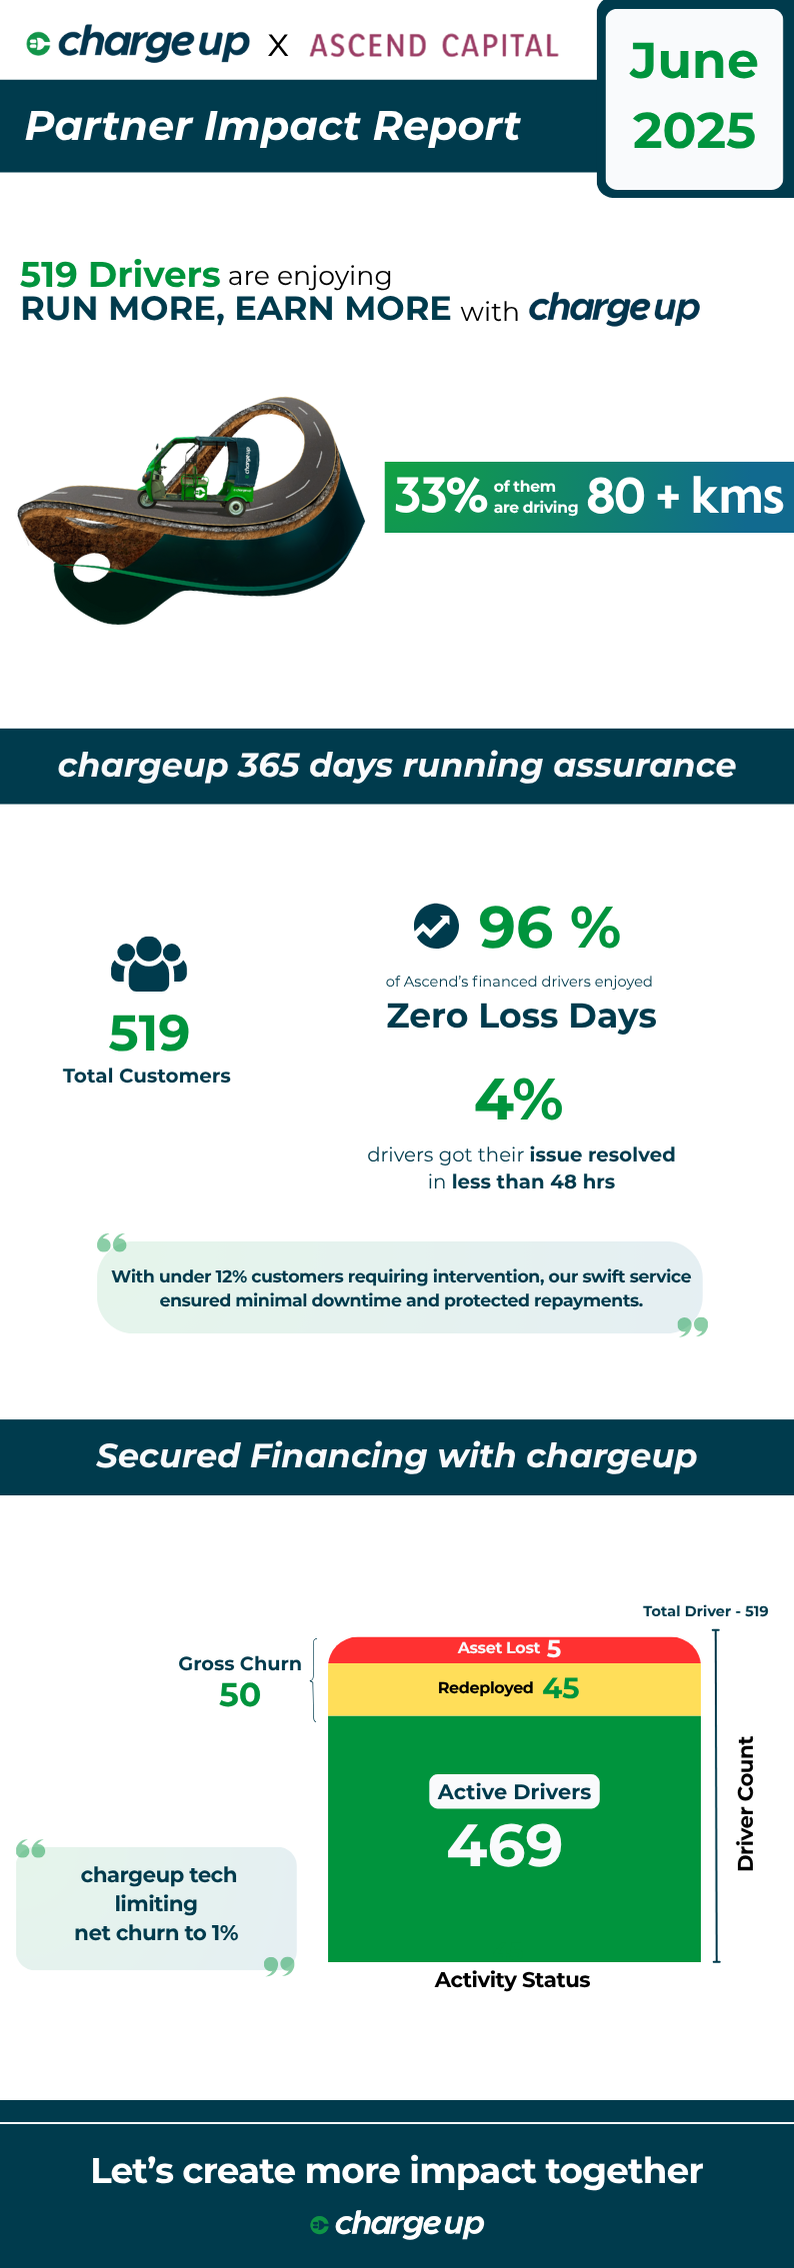 chargeup X ASCEND CAPITAL
June
2025
Partner Impact Report
519 Drivers are enjoying
RUN MORE, EARN MORE with chargeup
chargeup
33% of them are driving 80 + kms
chargeup 365 days running assurance
519
Total Customers
96 %
of Ascend's financed drivers enjoyed
Zero Loss Days
4%
drivers got their issue resolved
in less than 48 hrs
“
With under 12% customers requiring intervention, our swift service
ensured minimal downtime and protected repayments.
”
Secured Financing with chargeup
Total Driver - 519
Gross Churn
50
Asset Lost 5
Redeployed 45
Active Drivers
469
Driver Count
Activity Status
“
chargeup tech
limiting
net churn to 1%
”
Let's create more impact together
chargeup